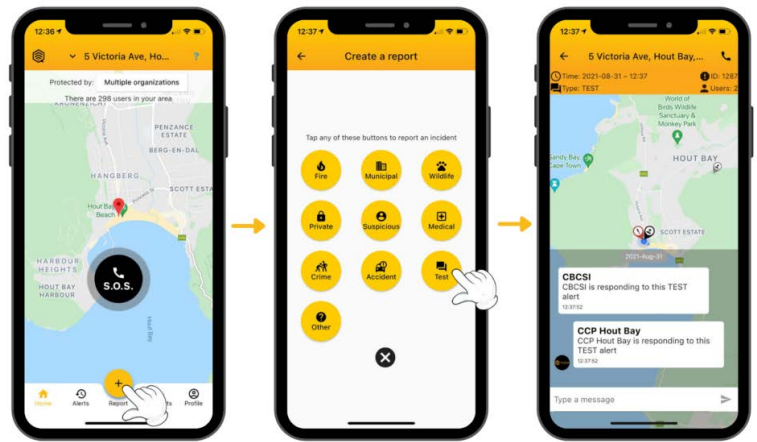 12:36
5 Victoria Ave, Ho...
?
Protected by: Multiple organizations
There are 298 users in your area
PENZANCE
ESTATE
BERG-EN-DAL
HANGBERG
SCOTT ESTA
Hout Bay
Beach
HARBOUR
HEIGHTS
HOUT BAY
HARBOUR
S.O.S.
Hout Bay
+
Home
Alerts
Report
ts
Profile
12:37
Create a report
Tap any of these buttons to report an incident
Fire
Municipal
Wildlife
Private
Suspicious
Medical
Crime
Accident
Test
Other
12:37
5 Victoria Ave, Hout Bay,...
Time: 2021-08-31 - 12:37
ID: 1287
Type: TEST
Users: 2
World of
Birds Wildlife
Sanctuary &
Monkey Park
Sandy Bay
Cape Town
HOUT BAY
SCOTT ESTATE
2021-Aug-31
CBCSI
CBCSI is responding to this TEST
alert
12:37:52
CCP Hout Bay
CCP Hout Bay is responding to this
TEST alert
12:37:52
Type a message